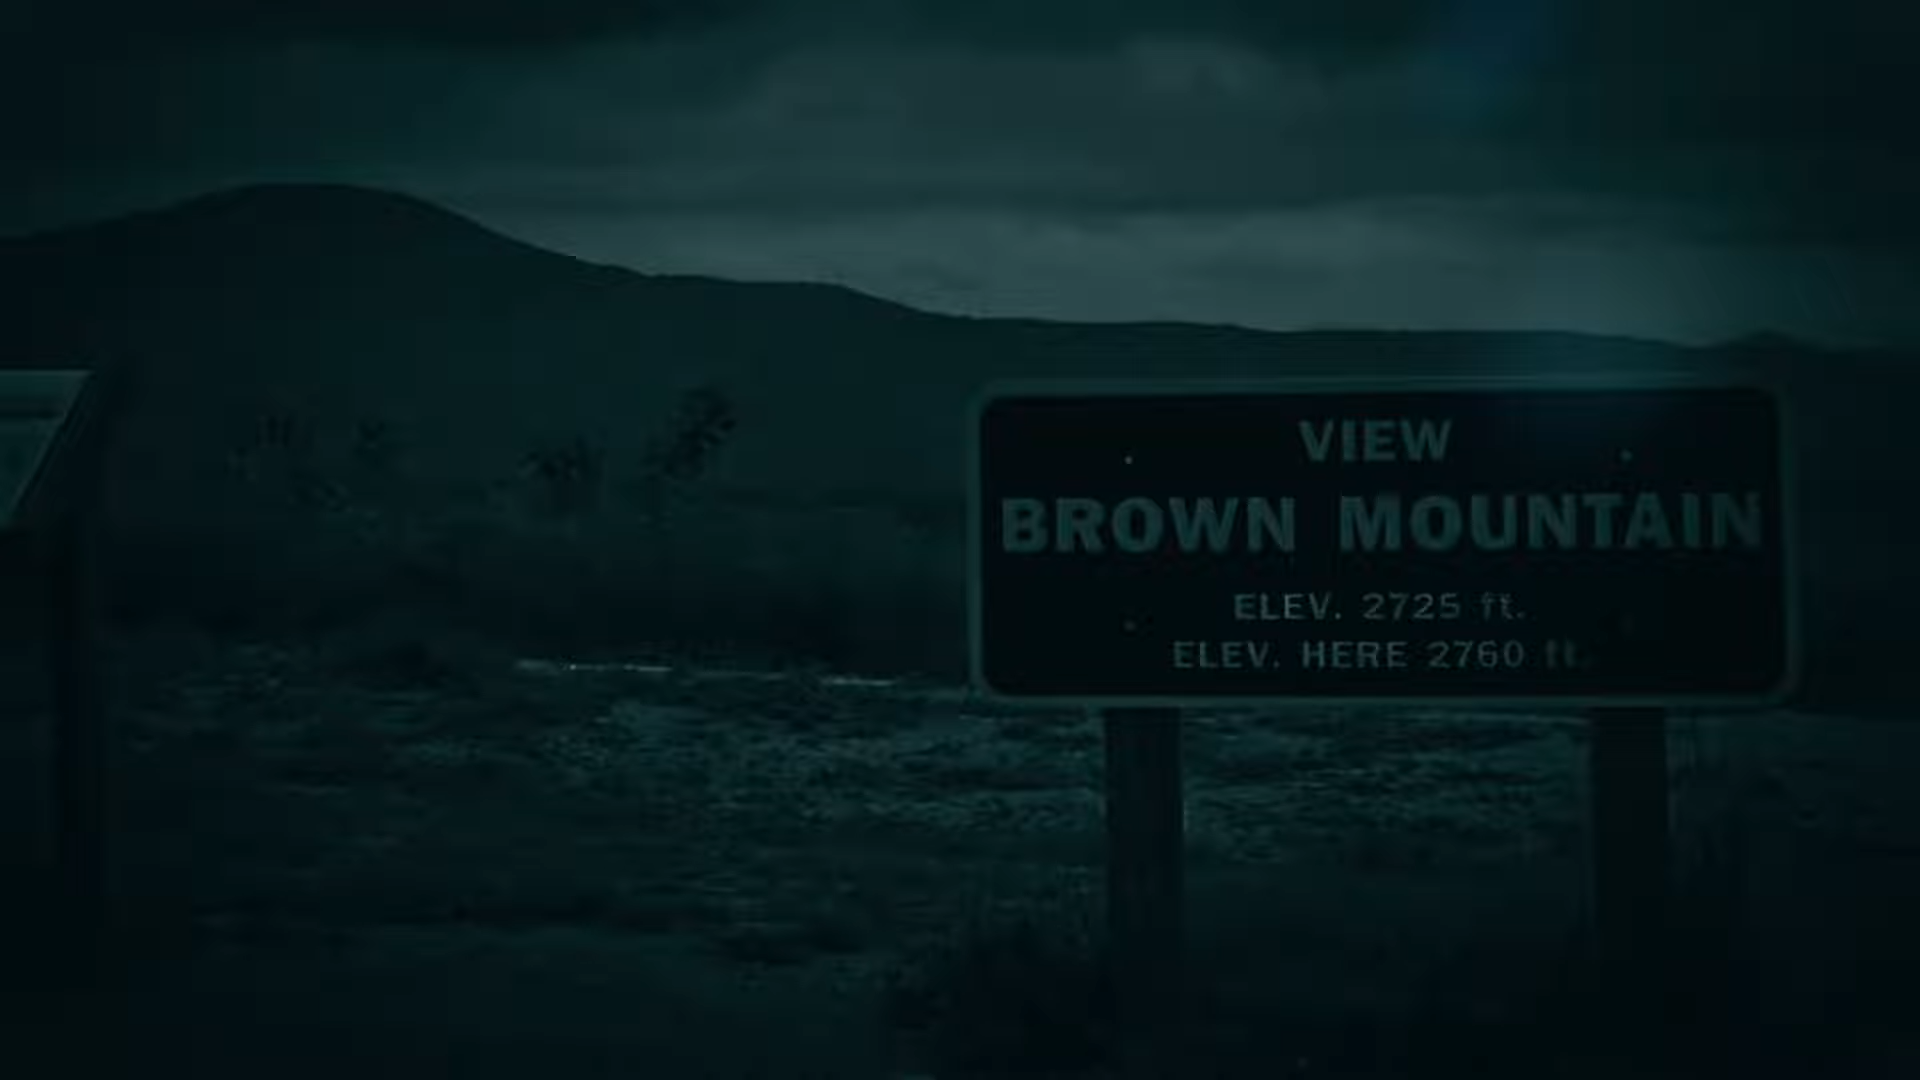 VIEW
BROWN MOUNTAIN
ELEV. 2725 ft.
ELEV. HERE 2760 ft.